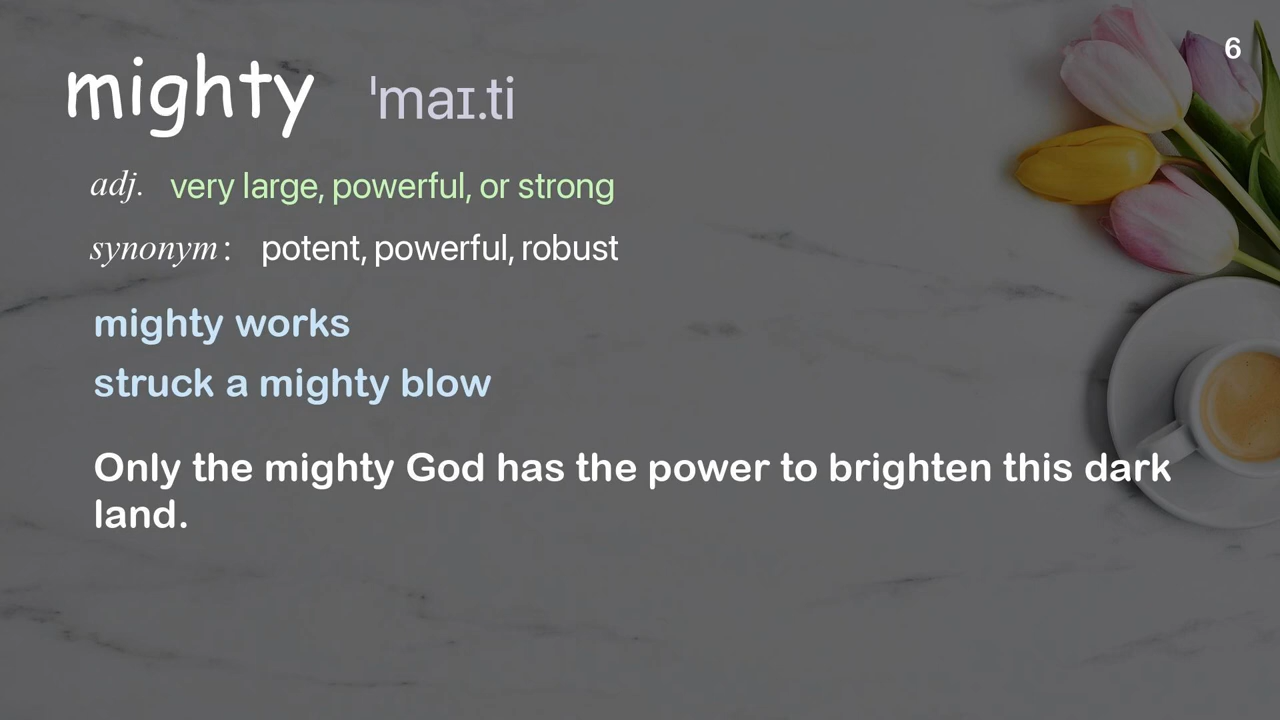 6
mighty ˈmaɪ.ti
adj. very large, powerful, or strong
synonym: potent, powerful, robust
mighty works
struck a mighty blow
Only the mighty God has the power to brighten this dark
land.